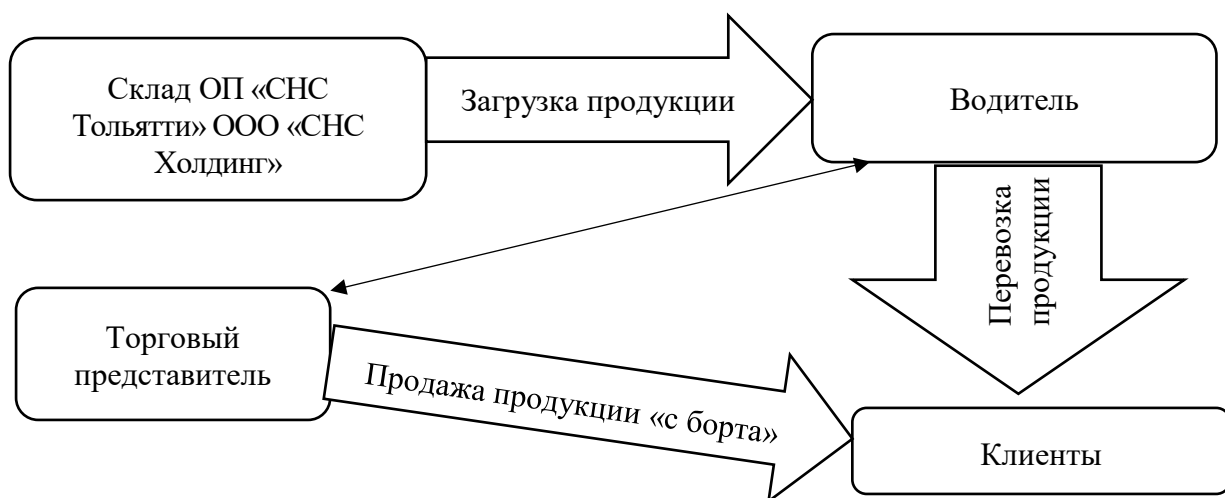 Склад ОП «СНС
Тольятти» ООО «СНС
Холдинг»
Загрузка продукции
Водитель
Перевозка
продукции
Торговый
представитель
Продажа продукции «с борта»
Клиенты